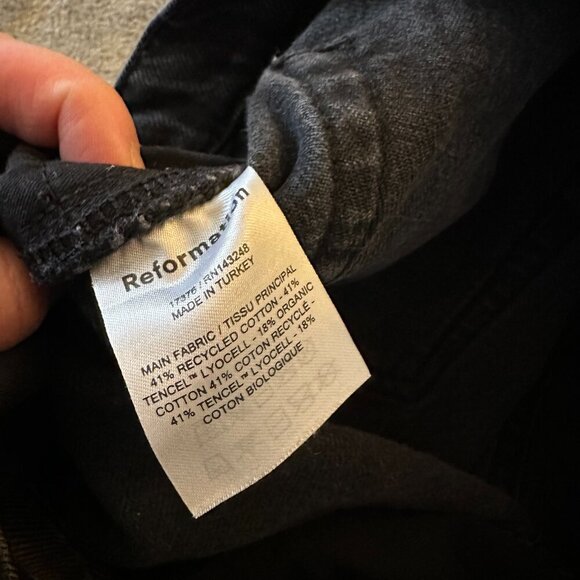 Reformation
17376 / RN143248
MADE IN TURKEY
MAIN FABRIC / TISSU PRINCIPAL
41% RECYCLED COTTON - 41%
TENCEL™ LYOCELL - 18% ORGANIC
COTTON 41% COTON RECYCLÉ -
41% TENCEL™ LYOCELL - 18%
COTON BIOLOGIQUE